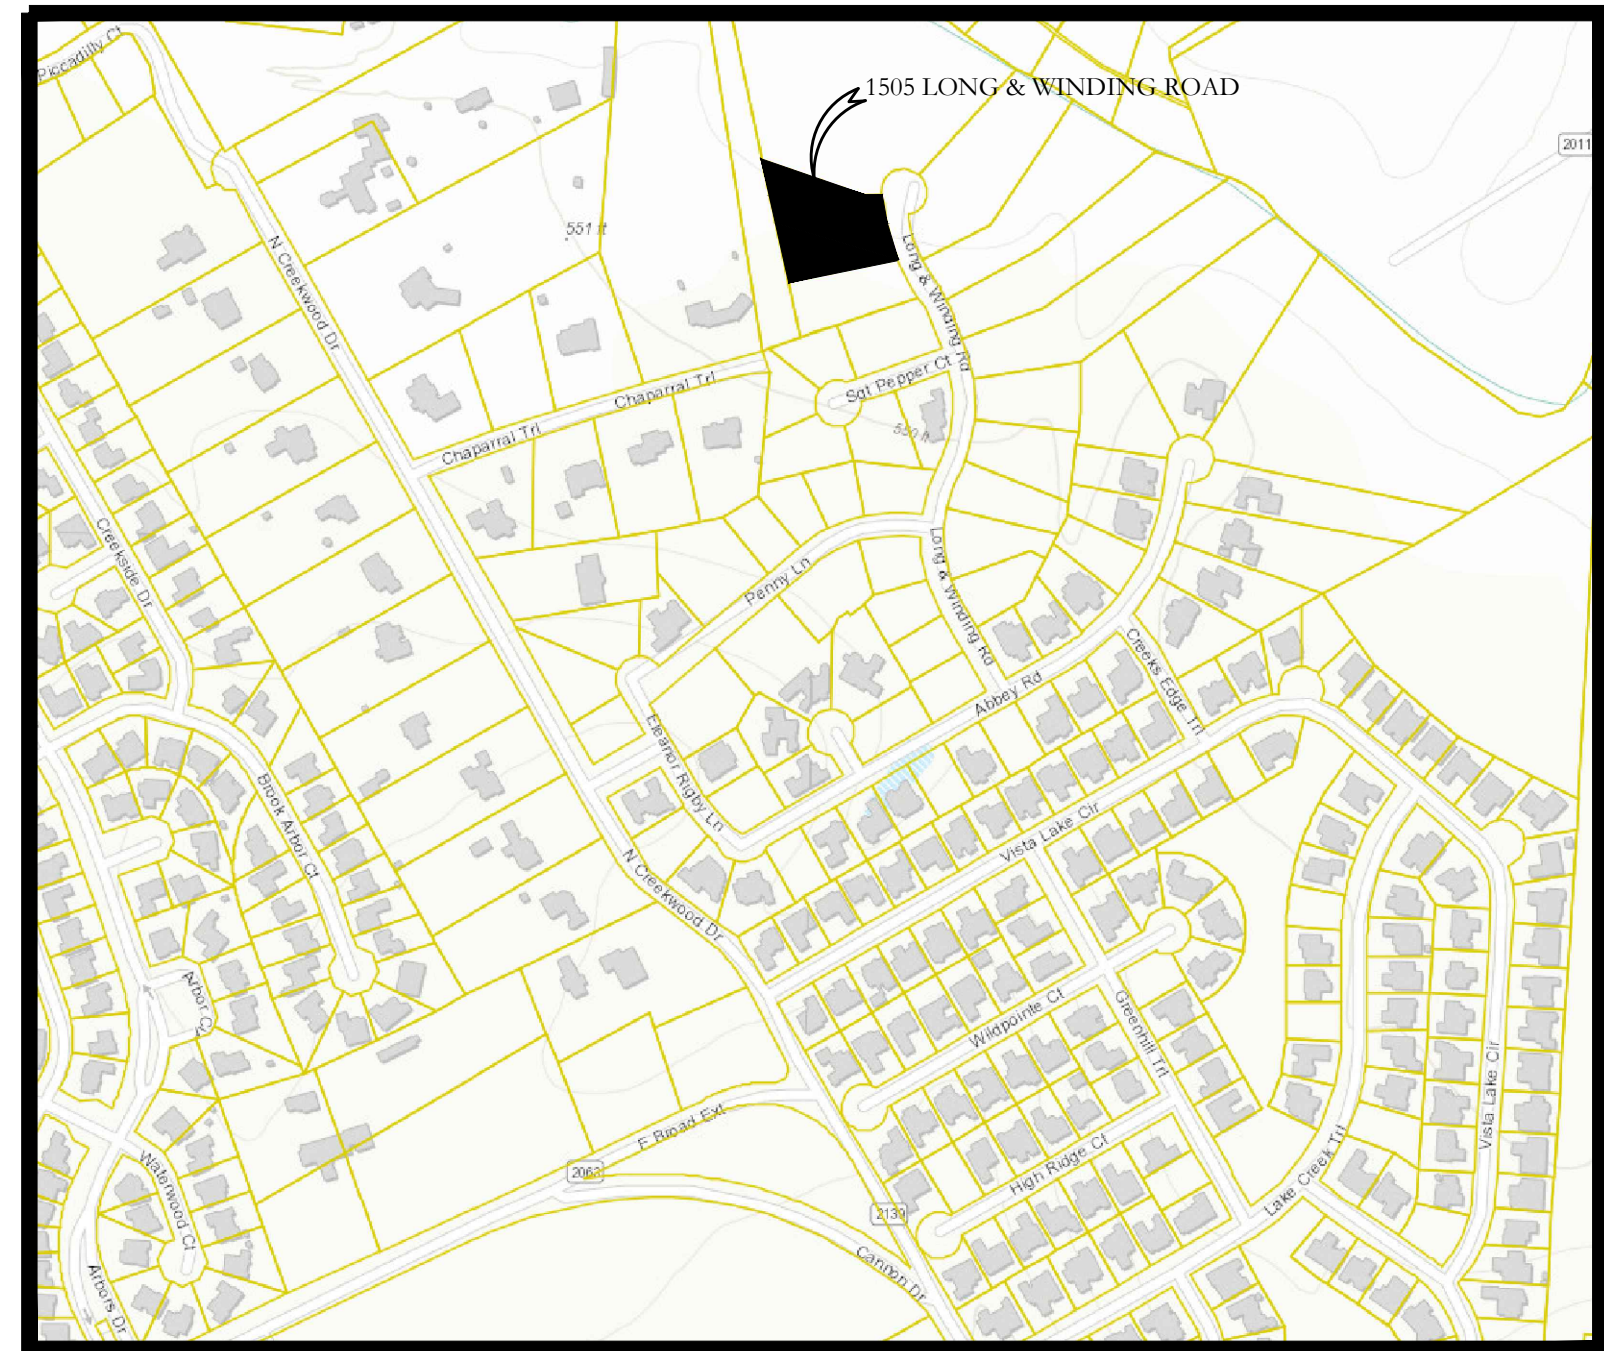 Piccadilly Ct
1505 LONG & WINDING ROAD
2011
551 ft
N Creekwood Dr
Long & Winding Rd
Sgt Pepper Ct
Chaparral Trl
Chaparral Trl
550 ft
Creekside Dr
Penny Ln
Long & Winding Rd
Creeks Edge Trl
Abbey Rd
Eleanor Rigby Ln
Brook Arbor Ct
Vista Lake Cir
N Creekwood Dr
Arbor Ct
Wildpointe Ct
Greenhill Trl
Vista Lake Cir
E Broad Ext
High Ridge Ct
Lake Creek Trl
Waterwood Ct
2063
2139
Cannon Dr
Arbors Dr